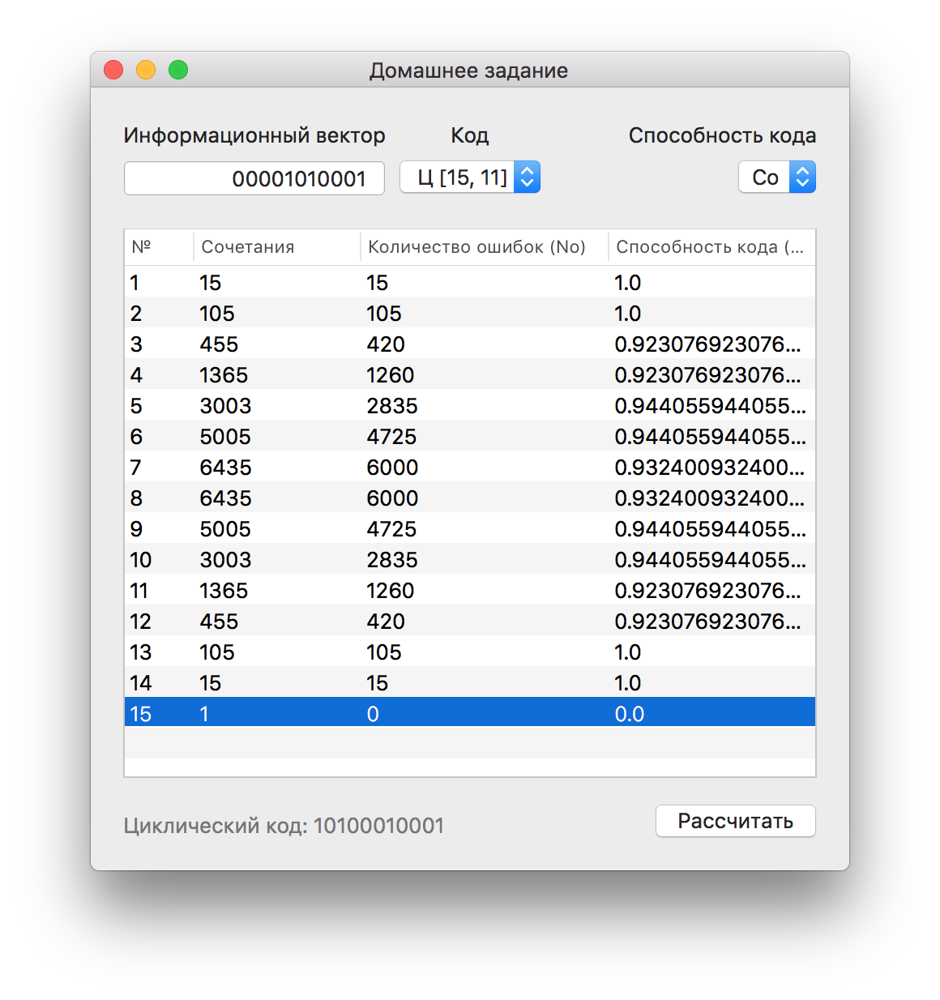 Домашнее задание
Информационный вектор Код Способность кода
00001010001 Ц [15, 11] Со
№ Сочетания Количество ошибок (No) Способность кода (...
1 15 15 1.0
2 105 105 1.0
3 455 420 0.923076923076...
4 1365 1260 0.923076923076...
5 3003 2835 0.944055944055...
6 5005 4725 0.944055944055...
7 6435 6000 0.932400932400...
8 6435 6000 0.932400932400...
9 5005 4725 0.944055944055...
10 3003 2835 0.944055944055...
11 1365 1260 0.923076923076...
12 455 420 0.923076923076...
13 105 105 1.0
14 15 15 1.0
15 1 0 0.0
Циклический код: 10100010001 Рассчитать